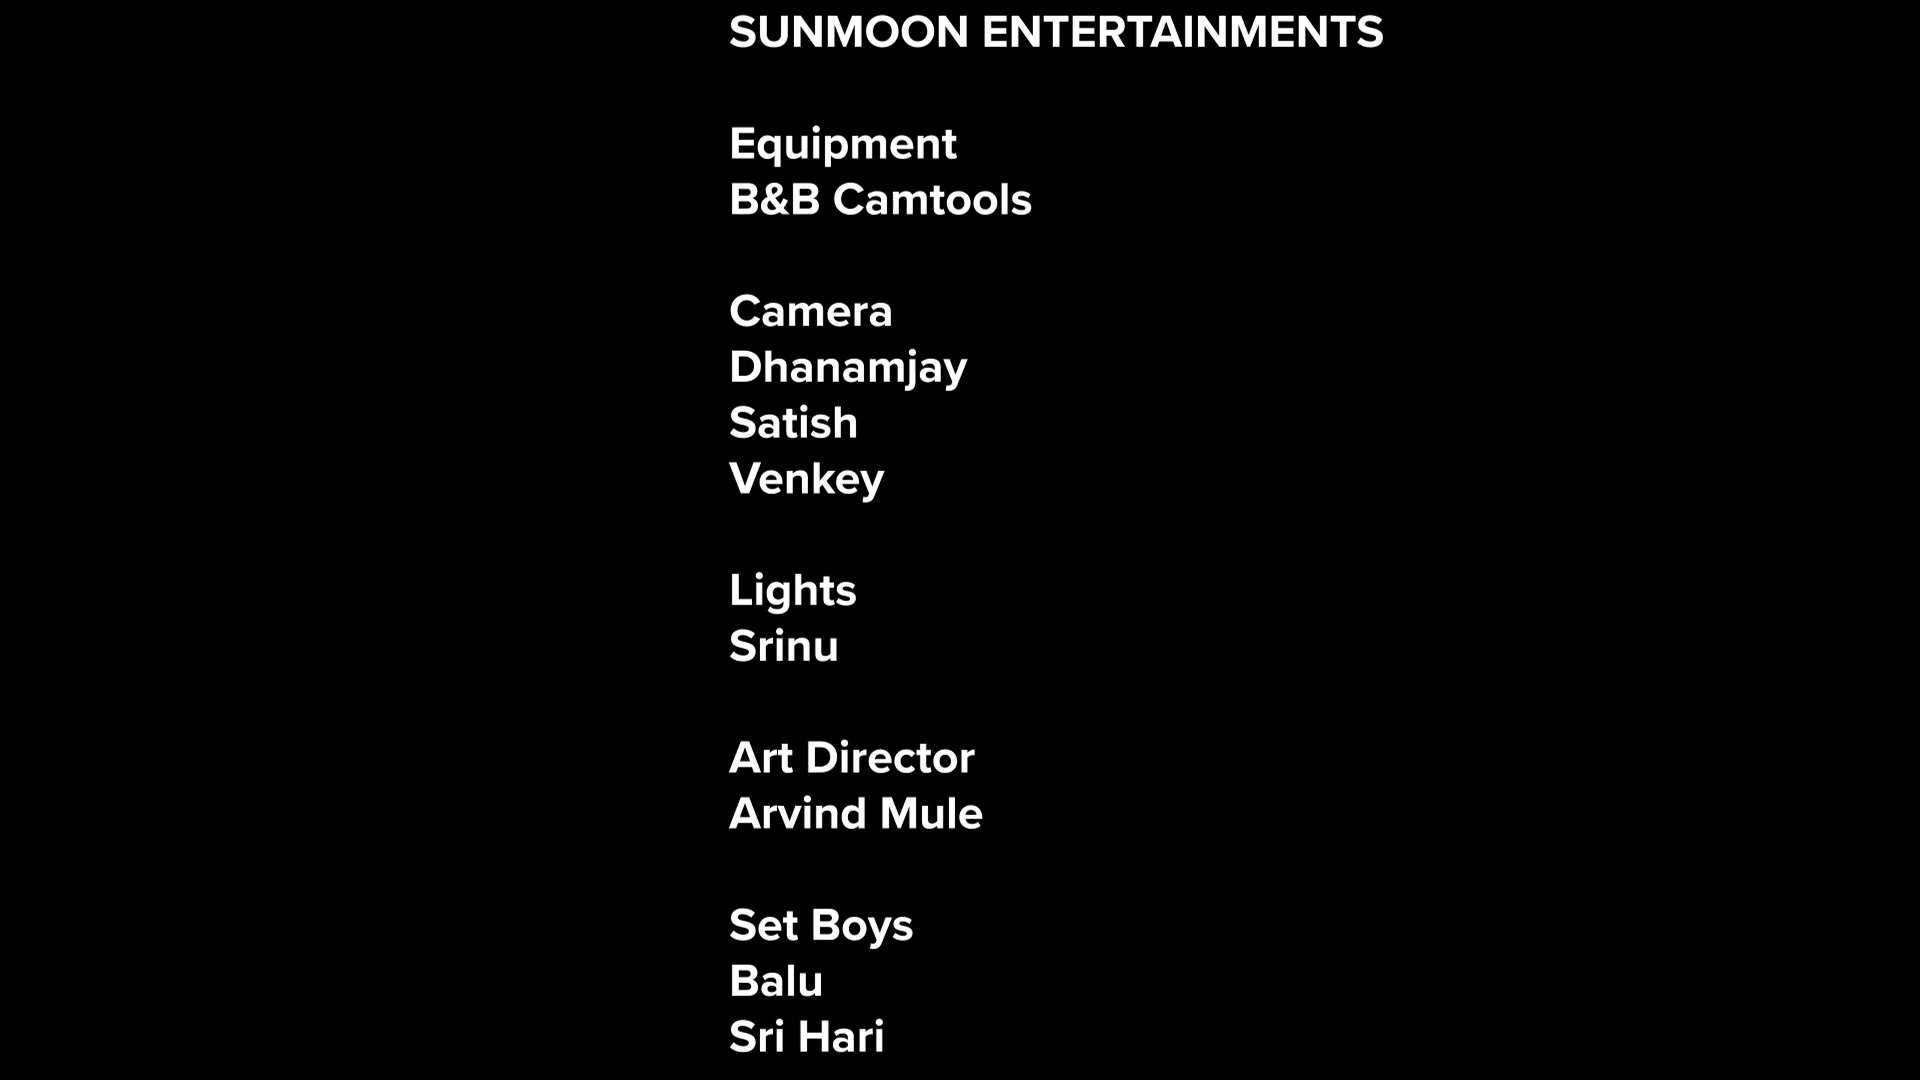 SUNMOON ENTERTAINMENTS
Equipment
B&B Camtools
Camera
Dhanamjay
Satish
Venkey
Lights
Srinu
Art Director
Arvind Mule
Set Boys
Balu
Sri Hari